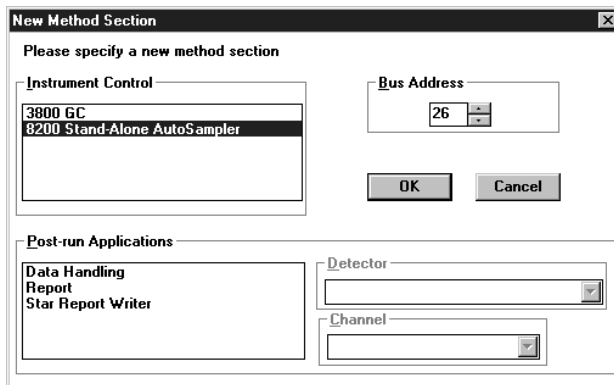 New Method Section
Please specify a new method section
Instrument Control
3800 GC
8200 Stand-Alone AutoSampler
Bus Address
26
OK
Cancel
Post-run Applications
Data Handling
Report
Star Report Writer
Detector
Channel